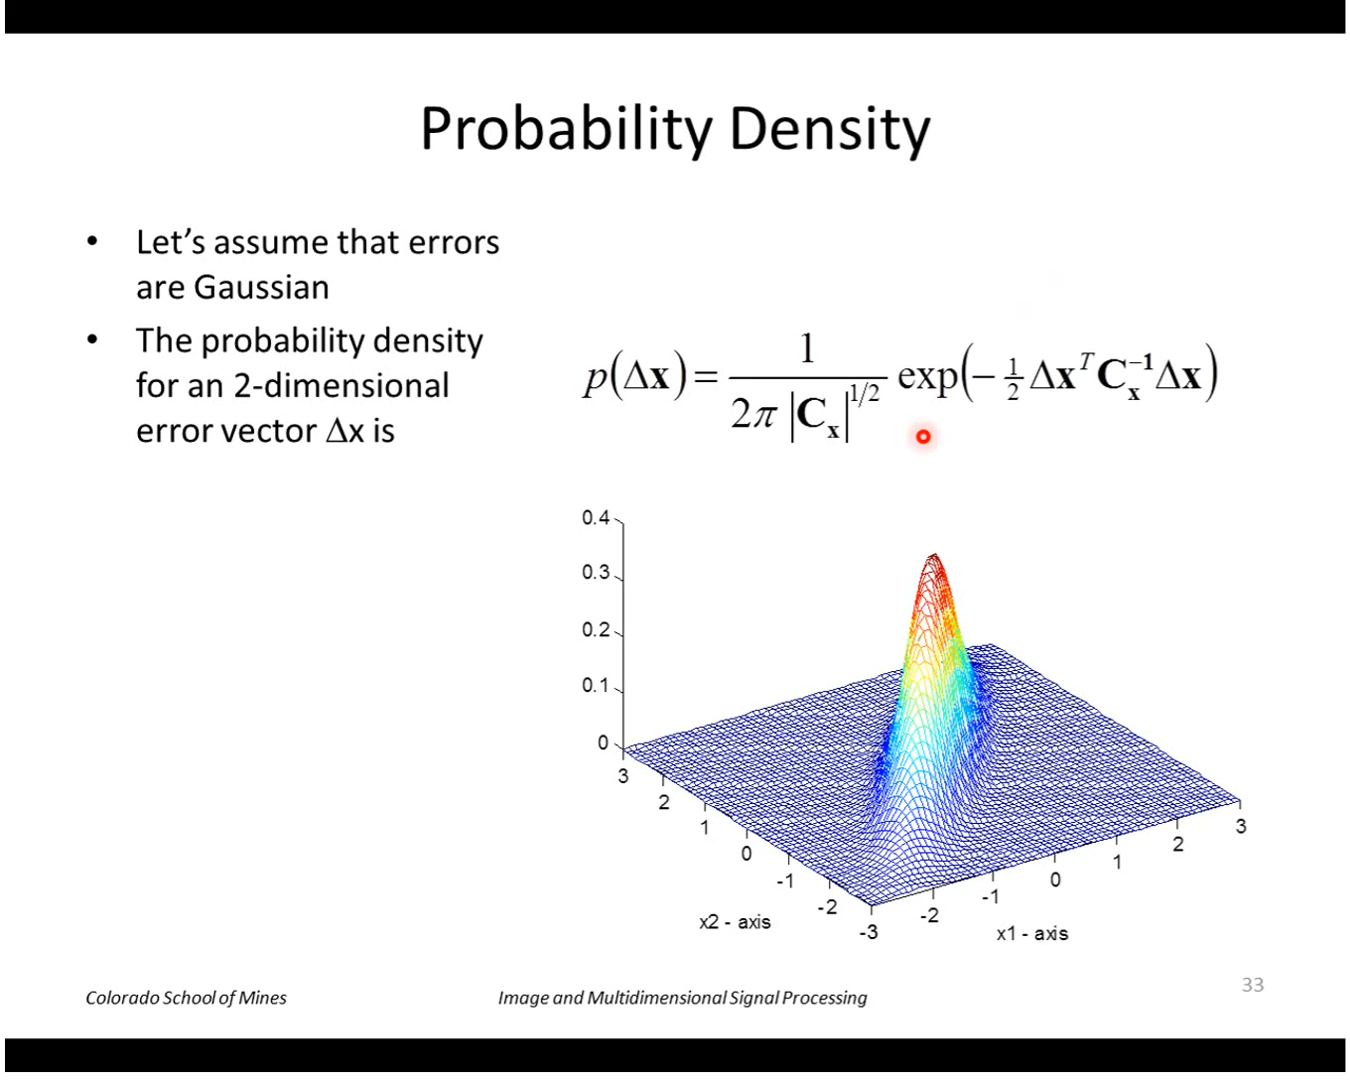 Probability Density
• Let’s assume that errors
are Gaussian
• The probability density
for an 2-dimensional
error vector Δx is
p(Δx) = 1 / (2π |Cₓ|^{1/2}) exp(− ½ Δxᵀ Cₓ⁻¹ Δx)
0.4
0.3
0.2
0.1
0
3
2
1
0
-1
-2
-3
x2 - axis
-2
-1
0
1
2
3
x1 - axis
33
Colorado School of Mines
Image and Multidimensional Signal Processing